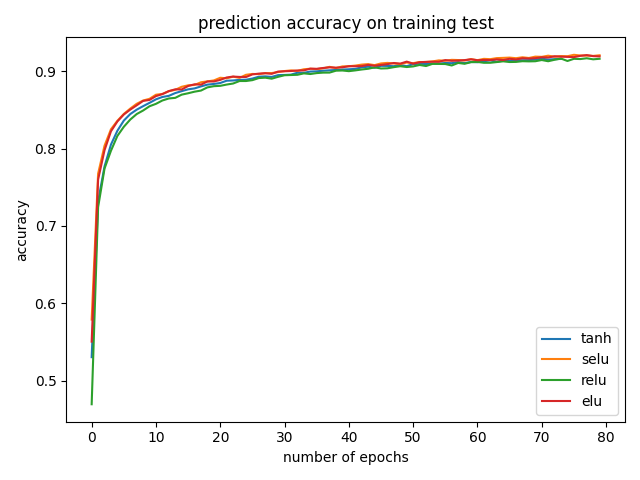 prediction accuracy on training test
accuracy
0.9
0.8
0.7
0.6
0.5
0 10 20 30 40 50 60 70 80
number of epochs
tanh
selu
relu
elu